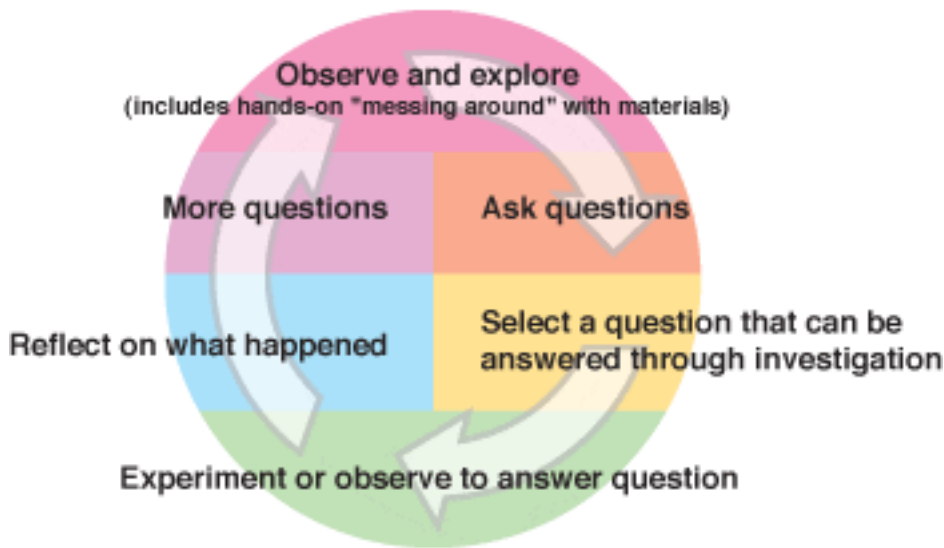 Observe and explore
(includes hands-on "messing around" with materials)
More questions
Ask questions
Reflect on what happened
Select a question that can be
answered through investigation
Experiment or observe to answer question